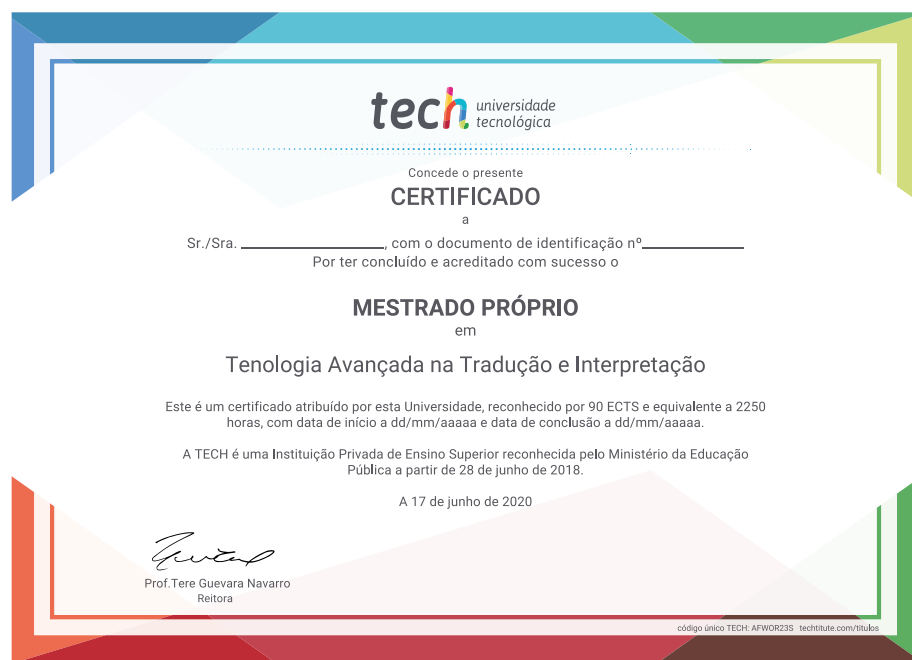 tech universidade
tecnológica
Concede o presente
CERTIFICADO
a
Sr./Sra. ________________, com o documento de identificação nº____________
Por ter concluído e acreditado com sucesso o
MESTRADO PRÓPRIO
em
Tenologia Avançada na Tradução e Interpretação
Este é um certificado atribuído por esta Universidade, reconhecido por 90 ECTS e equivalente a 2250
horas, com data de início a dd/mm/aaaaa e data de conclusão a dd/mm/aaaaa.
A TECH é uma Instituição Privada de Ensino Superior reconhecida pelo Ministério da Educação
Pública a partir de 28 de junho de 2018.
A 17 de junho de 2020
Prof.Tere Guevara Navarro
Reitora
código único TECH: AFWOR23S techtitute.com/titulos